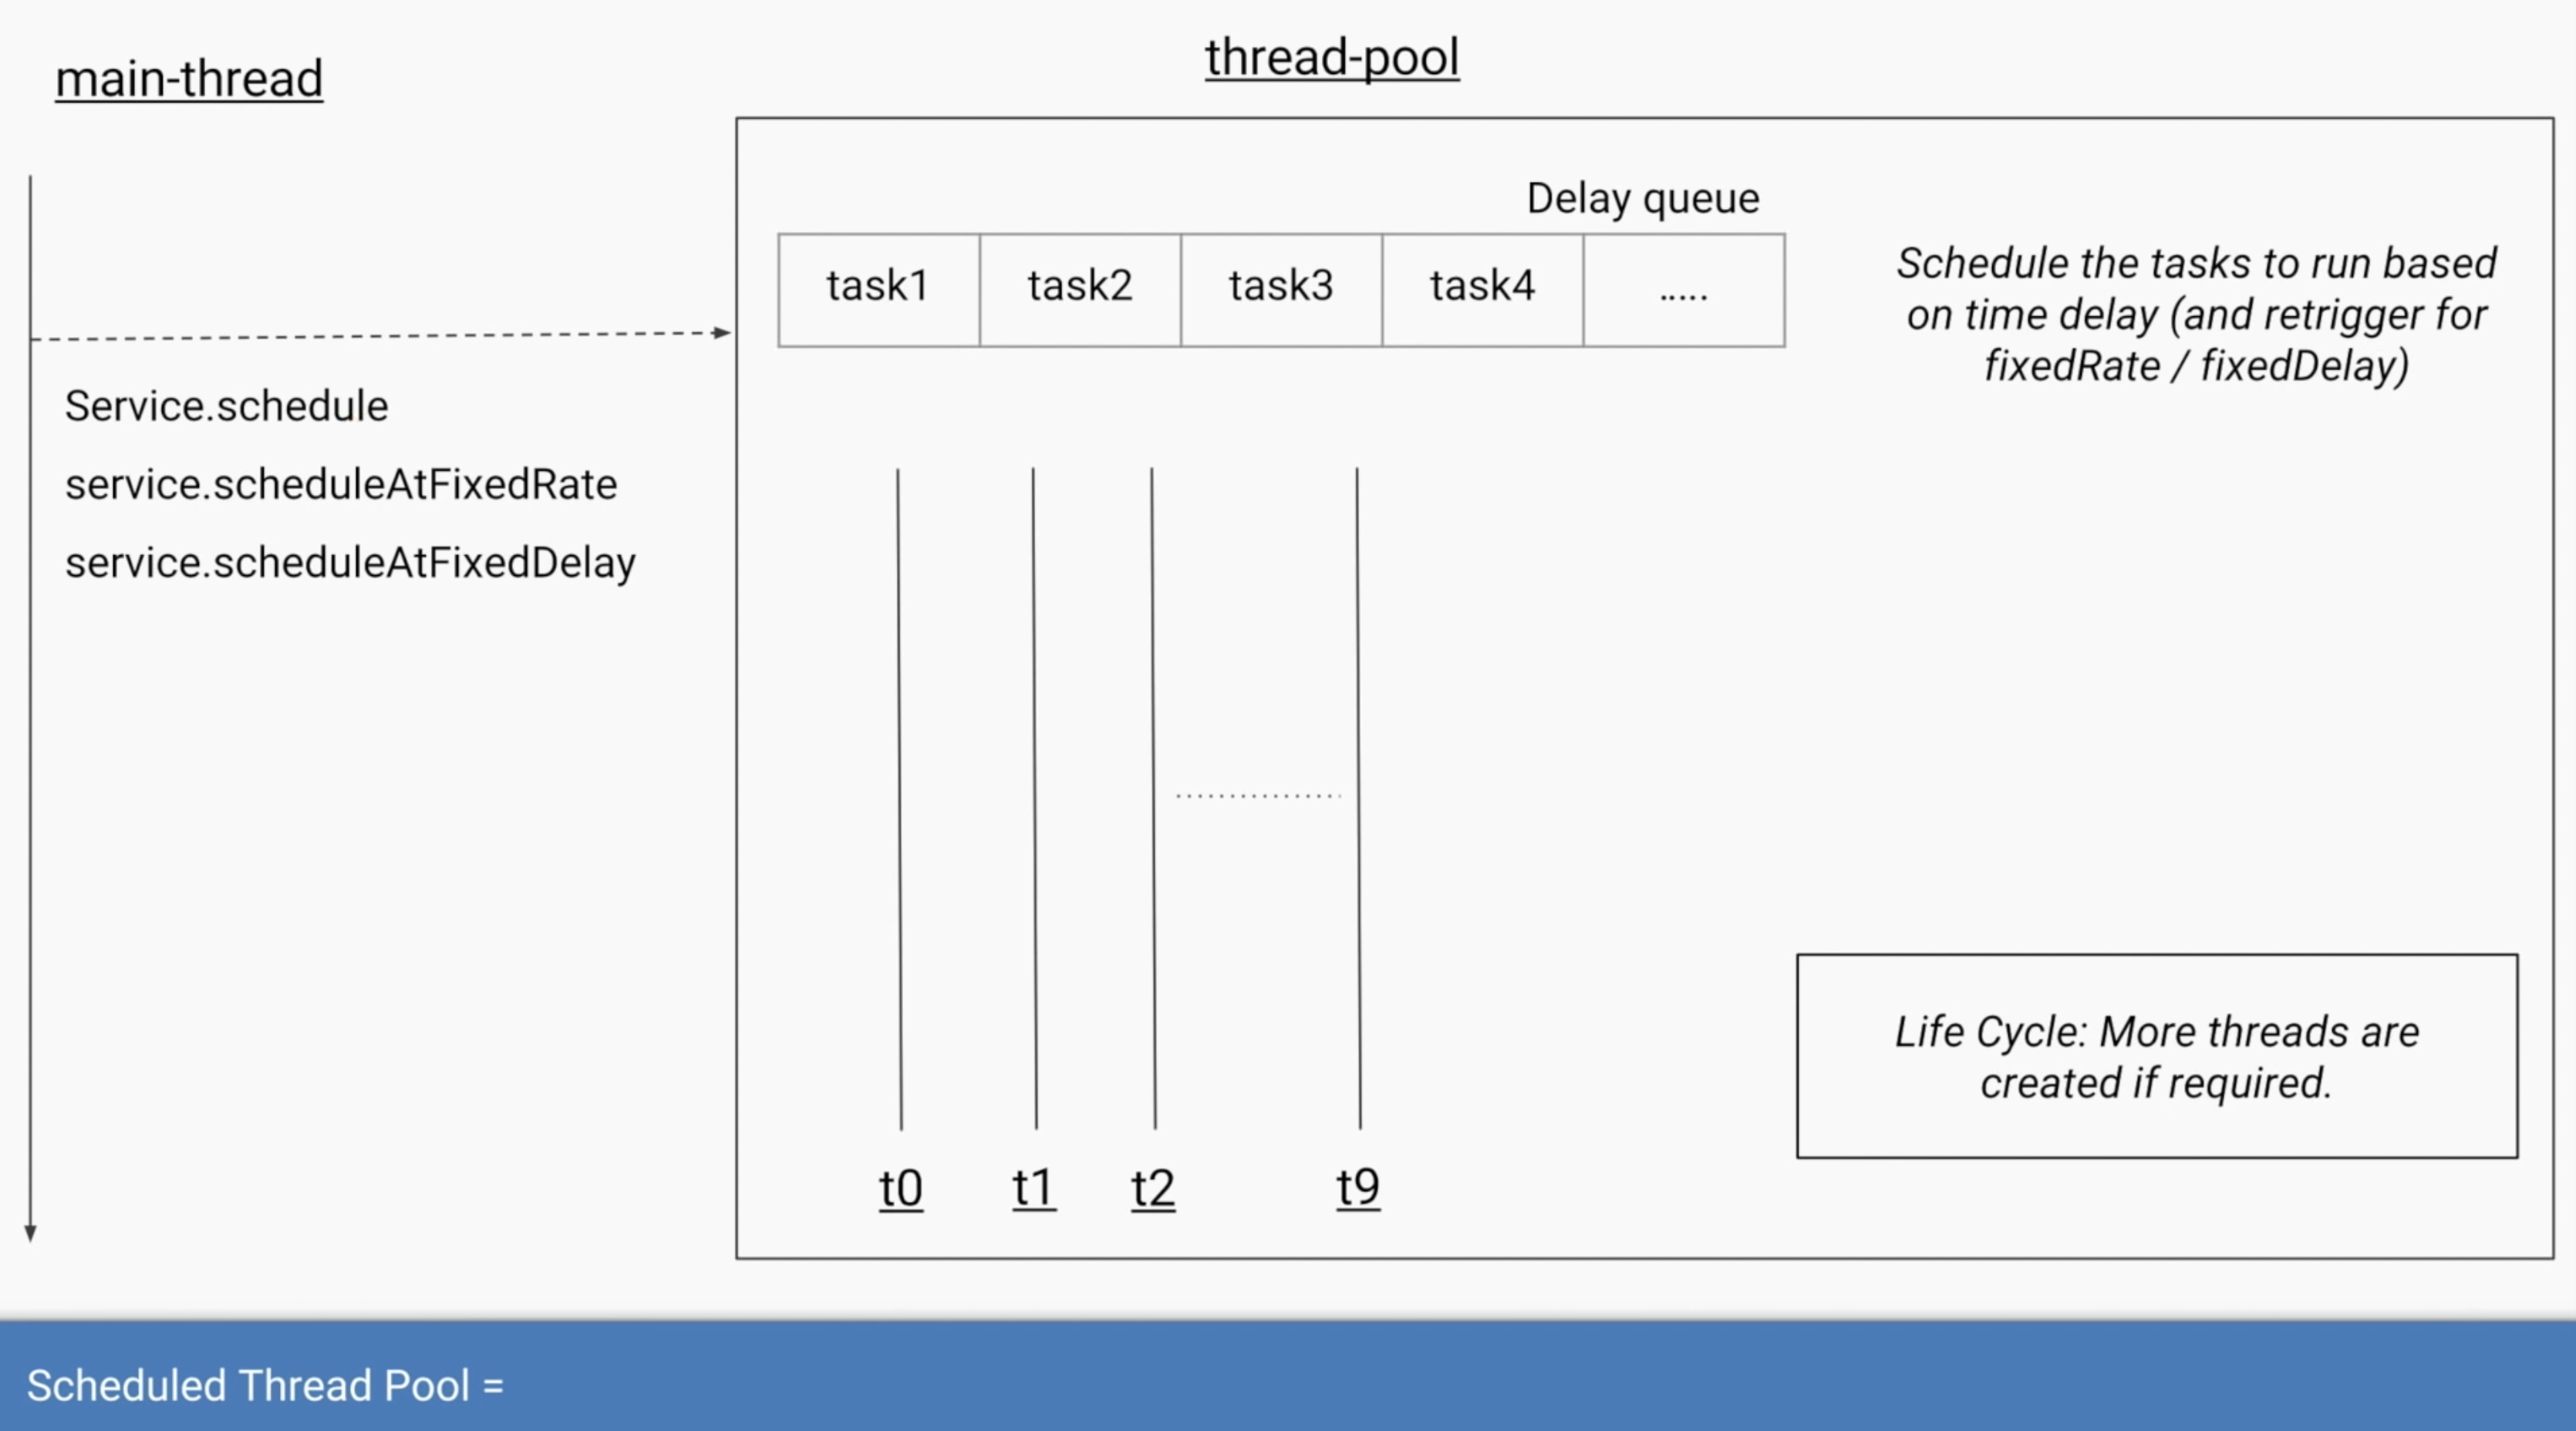 main-thread
thread-pool
Delay queue
task1 task2 task3 task4 .....
Schedule the tasks to run based
on time delay (and retrigger for
fixedRate / fixedDelay)
Service.schedule
service.scheduleAtFixedRate
service.scheduleAtFixedDelay
Life Cycle: More threads are
created if required.
t0 t1 t2 t9
Scheduled Thread Pool =